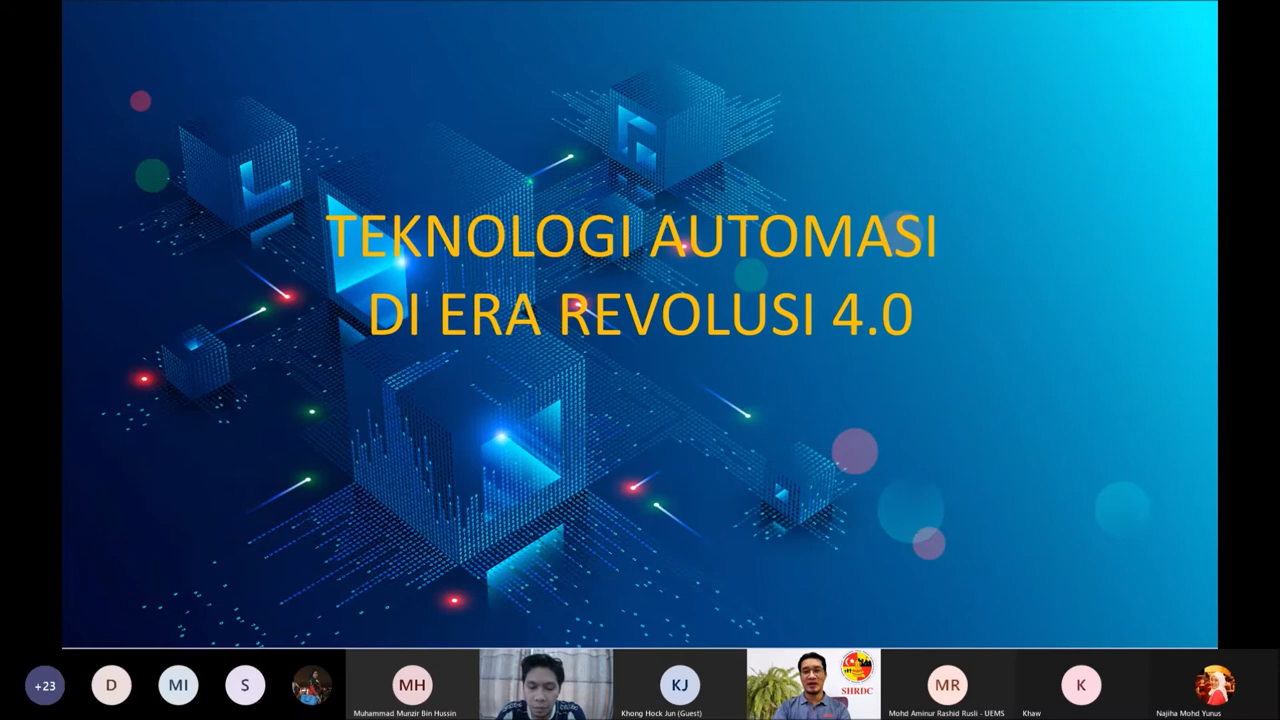 TEKNOLOGI AUTOMASI
DI ERA REVOLUSI 4.0
+23
D
MI
S
MH
Muhammad Munzir Bin Hussin
KJ
Khong Hock Jun (Guest)
SHRDC
MR
Mohd Aminur Rashid Rusli - UEMS
K
Khaw
Najiha Mohd Yunus